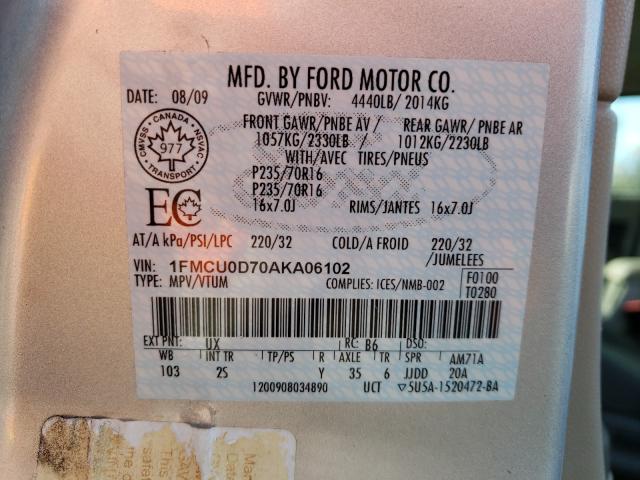 MFD. BY FORD MOTOR CO.
DATE: 08/09 GVWR/PNBV: 4440LB/ 2014KG
FRONT GAWR/PNBE AV / REAR GAWR/ PNBE AR
1057KG/2330LB 1012KG/2230LB
WITH/AVEC TIRES/PNEUS
P235/70R16
P235/70R16
16x7.0J RIMS/JANTES 16x7.0J
CANADA
CMVSS NSVAC
977
TRANSPORT
EC
AT/A kPa/PSI/LPC 220/32 COLD/A FROID 220/32
/JUMELEES
VIN: 1FMCU0D70AKA06102
TYPE: MPV/VTUM COMPLIES: ICES/NMB-002
F0100
T0280
EXT PNT: UX RC: B6 DSO:
WB INT TR TP/PS R AXLE TR SPR AM71A
103 2S Y 35 6 JJDD 20A
1200908034890 UCT 5U5A-1520472-BA